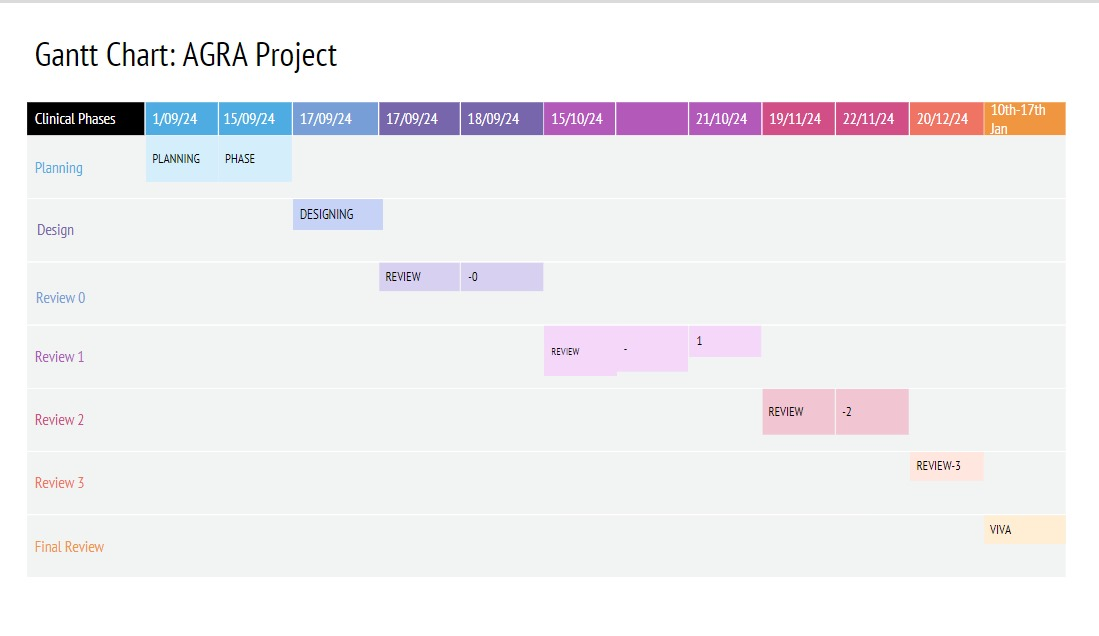 Gantt Chart: AGRA Project
Clinical Phases 1/09/24 15/09/24 17/09/24 17/09/24 18/09/24 15/10/24 21/10/24 19/11/24 22/11/24 20/12/24 10th-17th Jan
Planning PLANNING PHASE
Design DESIGNING
Review 0 REVIEW -0
Review 1 REVIEW - 1
Review 2 REVIEW -2
Review 3 REVIEW-3
Final Review VIVA